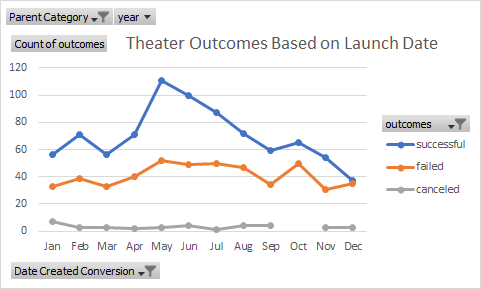 Parent Category year
Count of outcomes
Theater Outcomes Based on Launch Date
120
100
80
60
40
20
0
Jan Feb Mar Apr May Jun Jul Aug Sep Oct Nov Dec
outcomes
successful
failed
canceled
Date Created Conversion